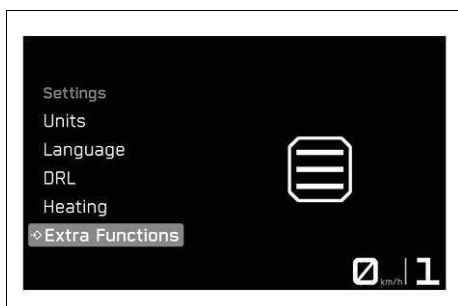 Settings
Units
Language
DRL
Heating
Extra Functions
0 km/h 1